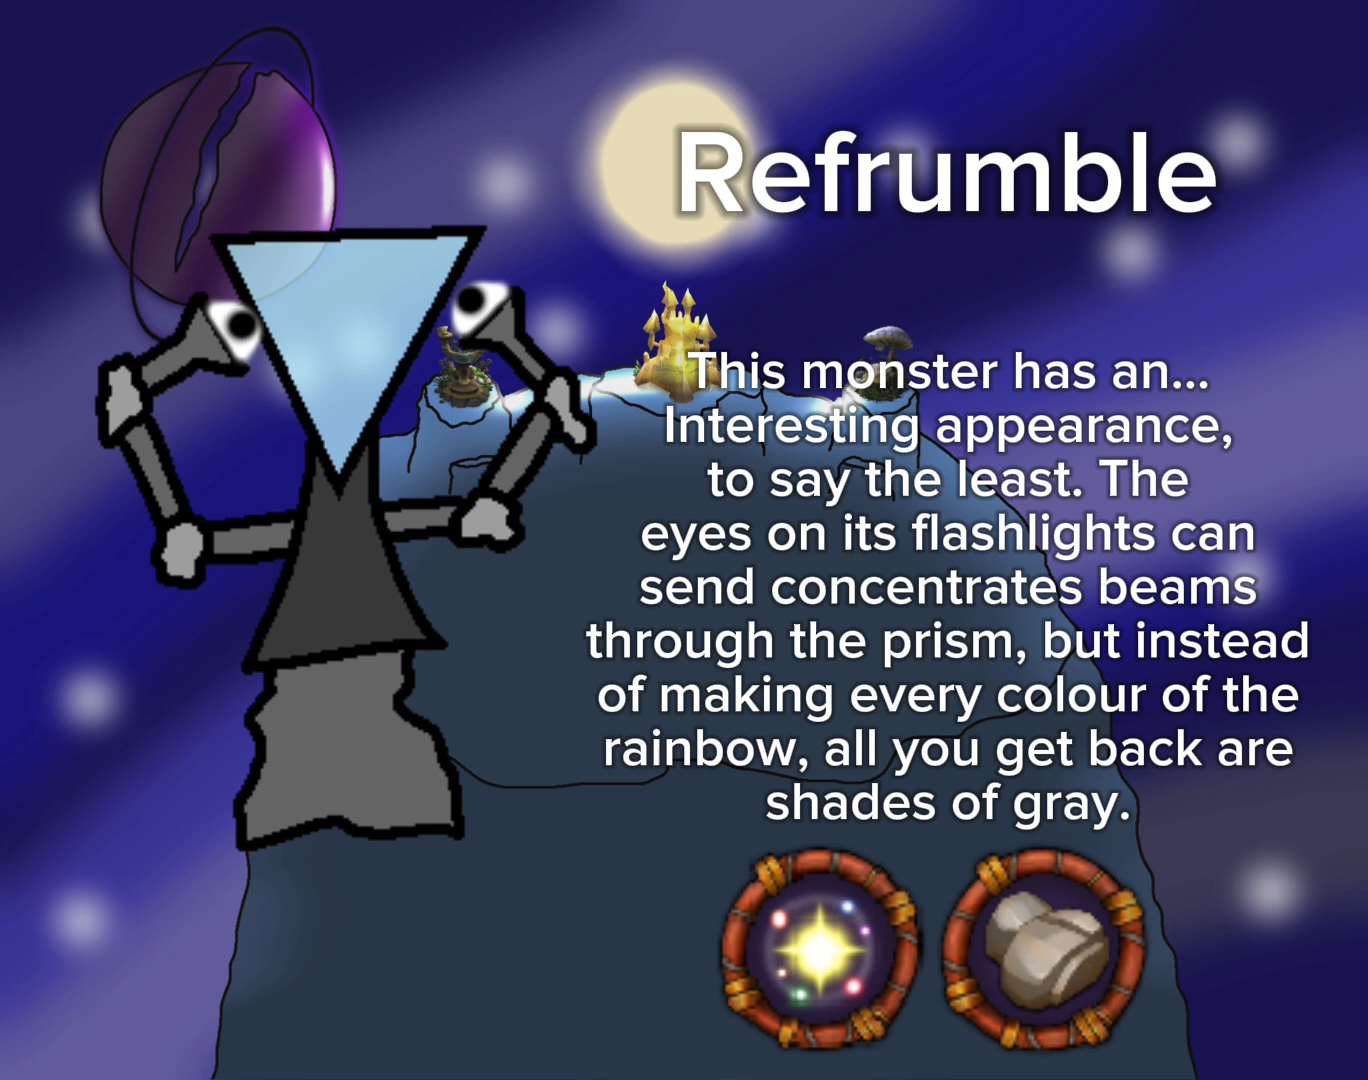 Refrumble
This monster has an...
Interesting appearance,
to say the least. The
eyes on its flashlights can
send concentrates beams
through the prism, but instead
of making every colour of the
rainbow, all you get back are
shades of gray.